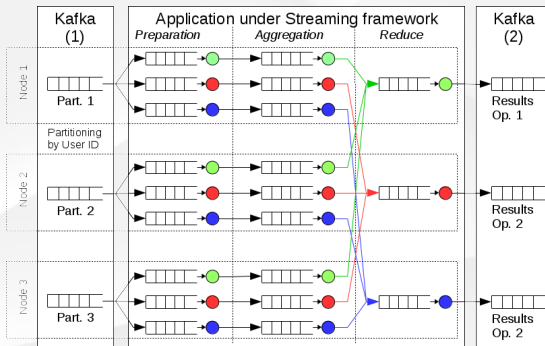 Kafka
(1)
Application under Streaming framework
Kafka
(2)
Preparation
Aggregation
Reduce
Node 1
Part. 1
Results
Op. 1
Partitioning
by User ID
Node 2
Part. 2
Results
Op. 2
Node 3
Part. 3
Results
Op. 2